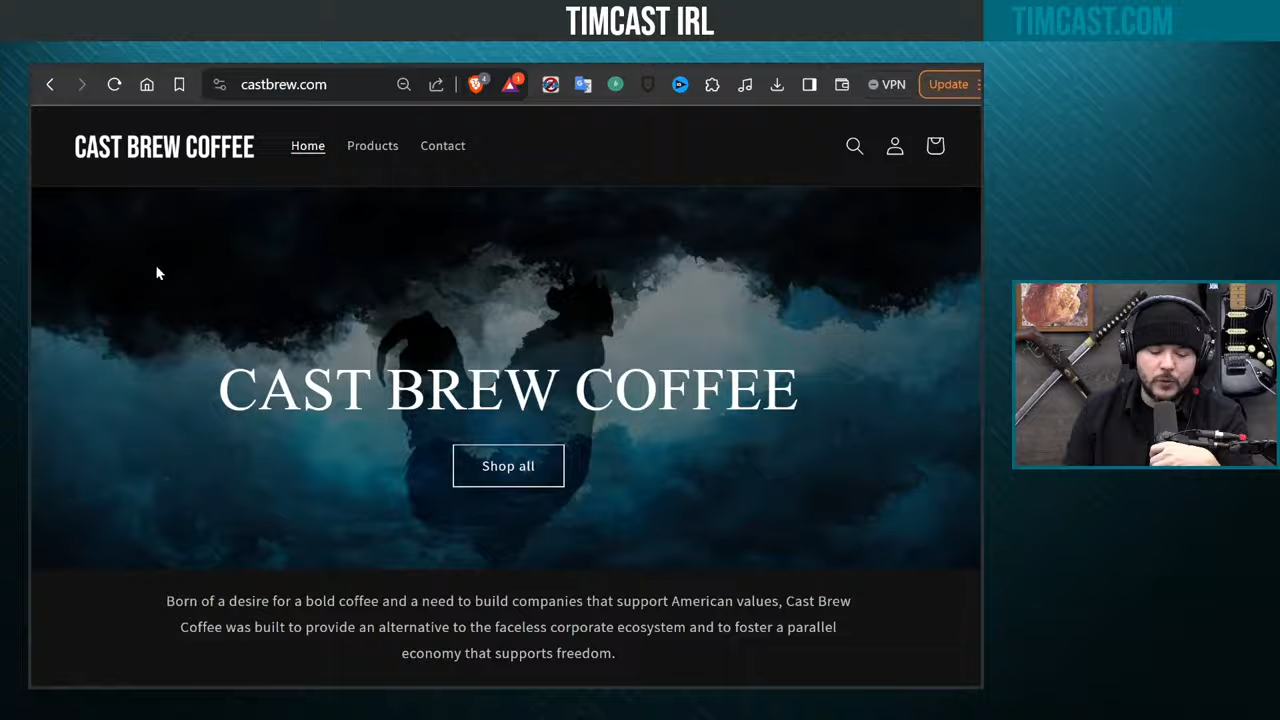 TIMCAST IRL
TIMCAST.COM
castbrew.com
4
1
VPN
Update
CAST BREW COFFEE
Home
Products
Contact
CAST BREW COFFEE
Shop all
Born of a desire for a bold coffee and a need to build companies that support American values, Cast Brew
Coffee was built to provide an alternative to the faceless corporate ecosystem and to foster a parallel
economy that supports freedom.